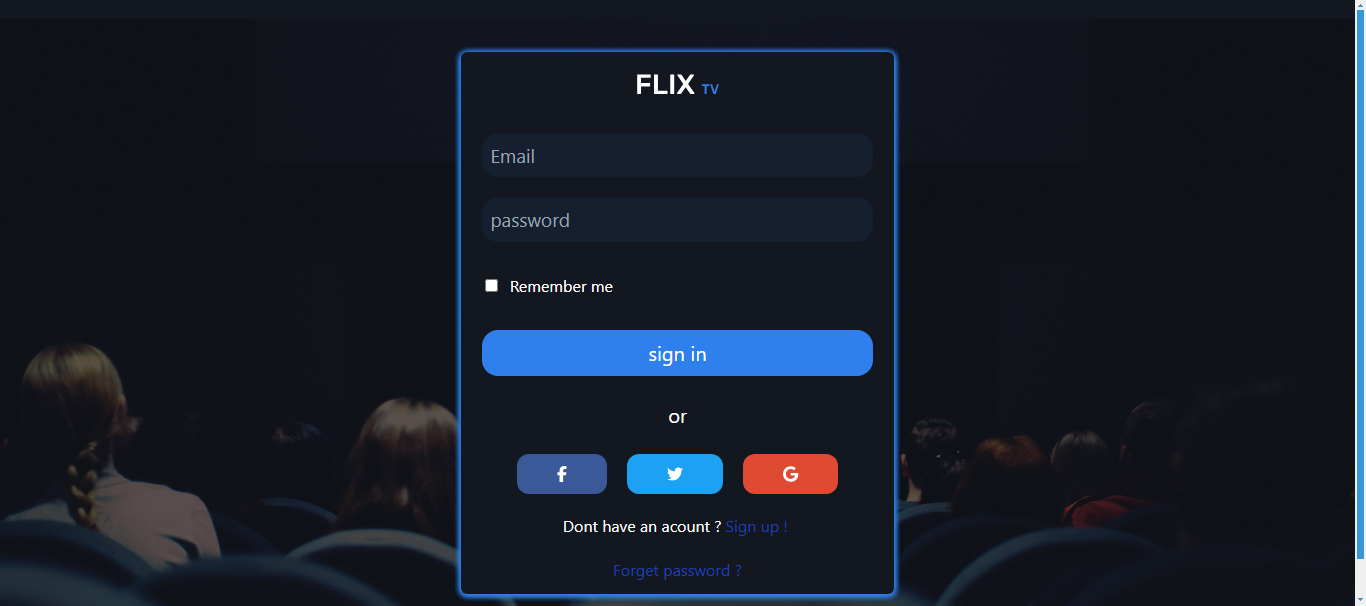 FLIX TV
Email
password
Remember me
sign in
or
Dont have an acount ? Sign up !
Forget password ?